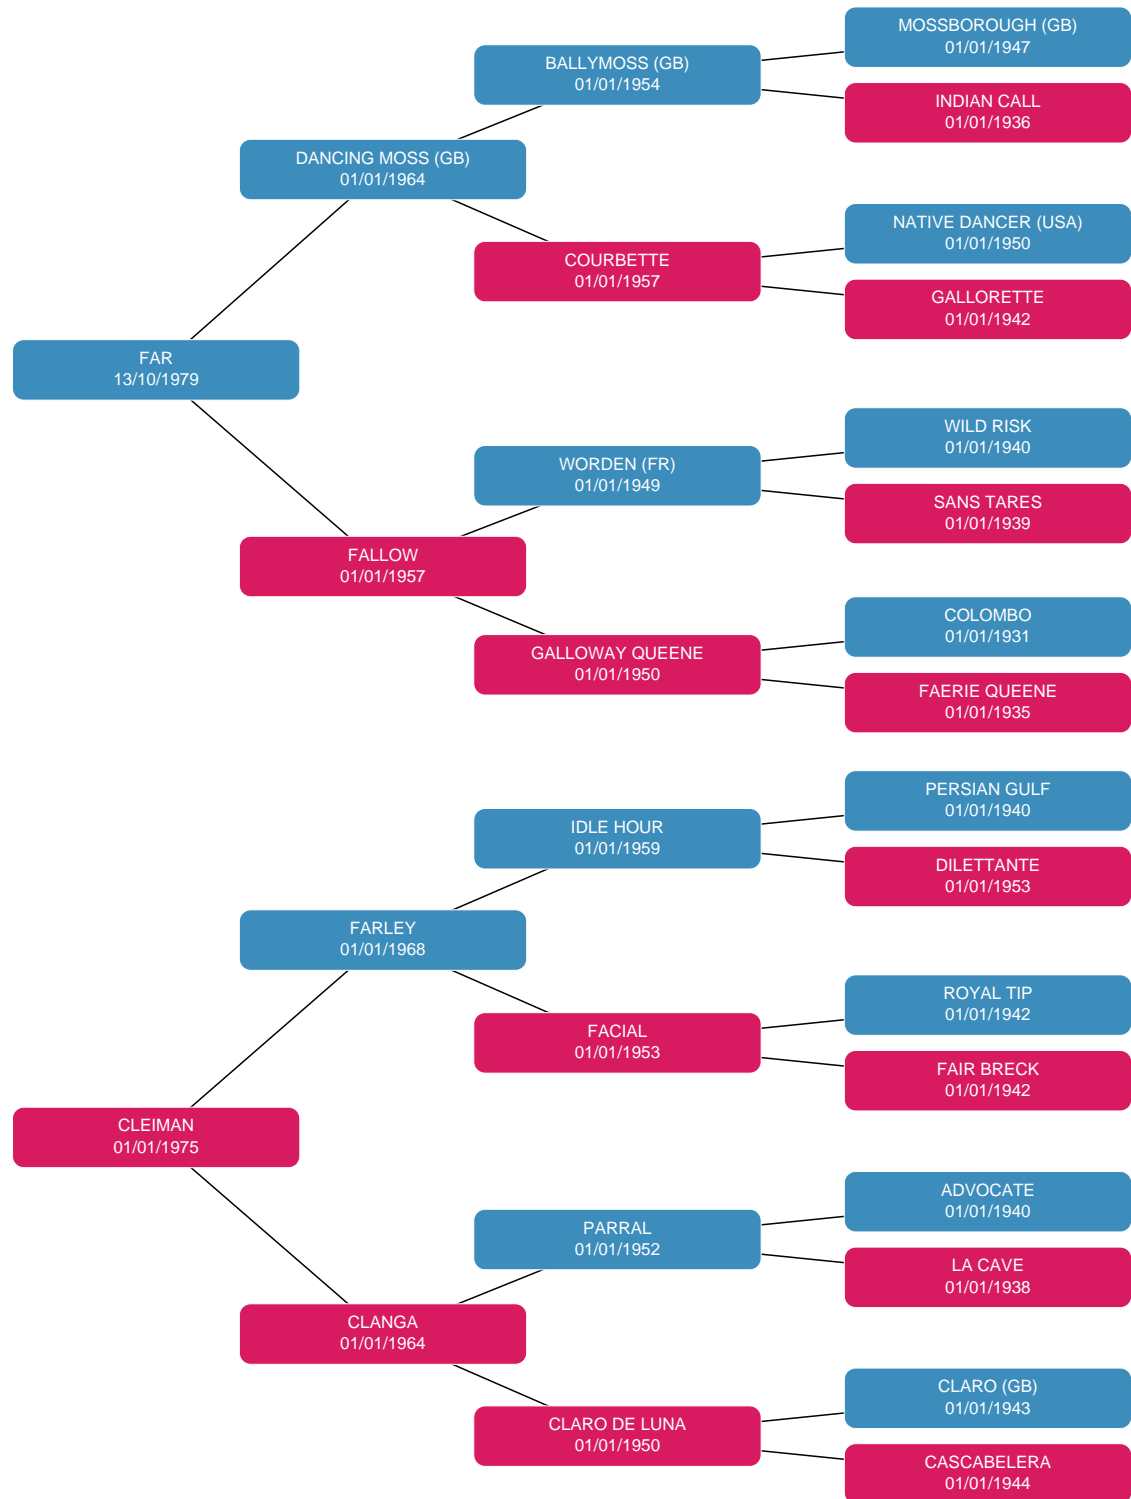 MOSSBOROUGH (GB)
01/01/1947
BALLYMOSS (GB)
01/01/1954
INDIAN CALL
01/01/1936
DANCING MOSS (GB)
01/01/1964
NATIVE DANCER (USA)
01/01/1950
COURBETTE
01/01/1957
GALLORETTE
01/01/1942
FAR
13/10/1979
WILD RISK
01/01/1940
WORDEN (FR)
01/01/1949
SANS TARES
01/01/1939
FALLOW
01/01/1957
COLOMBO
01/01/1931
GALLOWAY QUEENE
01/01/1950
FAERIE QUEENE
01/01/1935
PERSIAN GULF
01/01/1940
IDLE HOUR
01/01/1959
DILETTANTE
01/01/1953
FARLEY
01/01/1968
ROYAL TIP
01/01/1942
FACIAL
01/01/1953
FAIR BRECK
01/01/1942
CLEIMAN
01/01/1975
ADVOCATE
01/01/1940
PARRAL
01/01/1952
LA CAVE
01/01/1938
CLANGA
01/01/1964
CLARO (GB)
01/01/1943
CLARO DE LUNA
01/01/1950
CASCABELERA
01/01/1944